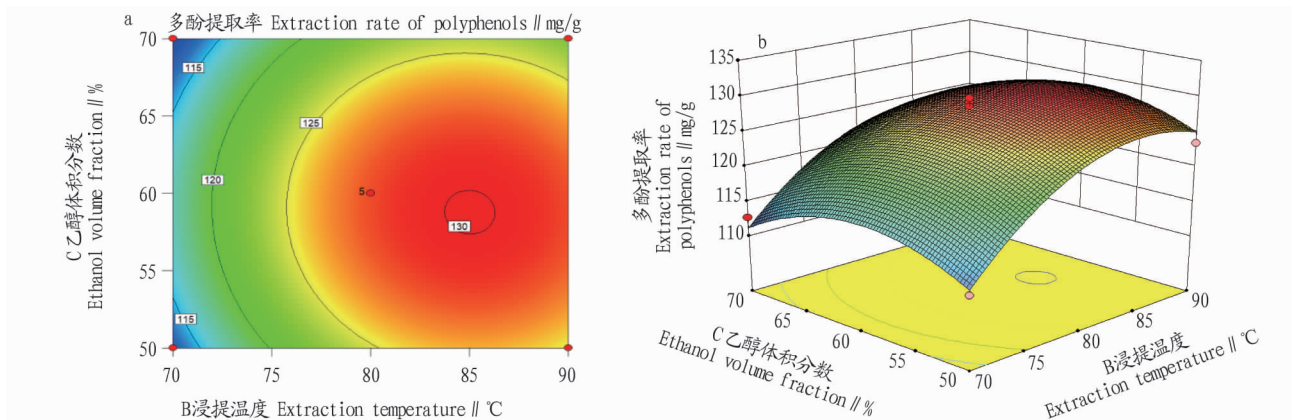 a
多酚提取率 Extraction rate of polyphenols∥mg/g
70
65
60
55
50
C 乙醇体积分数
Ethanol volume fraction∥%
115
120
125
5
130
115
70
75
80
85
90
B浸提温度 Extraction temperature∥℃
b
135
130
125
120
115
110
多酚提取率
Extraction rate of
polyphenols∥mg/g
70
65
60
55
50
C 乙醇体积分数
Ethanol volume fraction∥%
70
75
80
85
90
B浸提温度
Extraction temperature∥℃